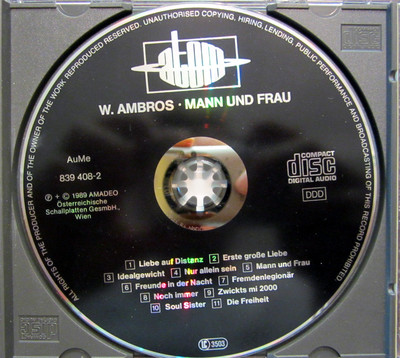 ALL RIGHTS OF THE PRODUCER AND OF THE OWNER OF THE WORK REPRODUCED RESERVED. UNAUTHORISED COPYING, HIRING, LENDING, PUBLIC PERFORMANCE AND BROADCASTING OF THIS RECORD PROHIBITED
atom
W. AMBROS · MANN UND FRAU
AuMe
839 408-2
℗ + © 1989 AMADEO
Österreichische
Schallplatten GesmbH.,
Wien
COMPACT
disc
DIGITAL AUDIO
DDD
1 Liebe auf Distanz 2 Erste große Liebe
3 Idealgewicht 4 Nur allein sein 5 Mann und Frau
6 Freunde in der Nacht 7 Fremdenlegionär
8 Noch immer 9 Zwickts mi 2000
10 Soul Sister 11 Die Freiheit
LC 3503